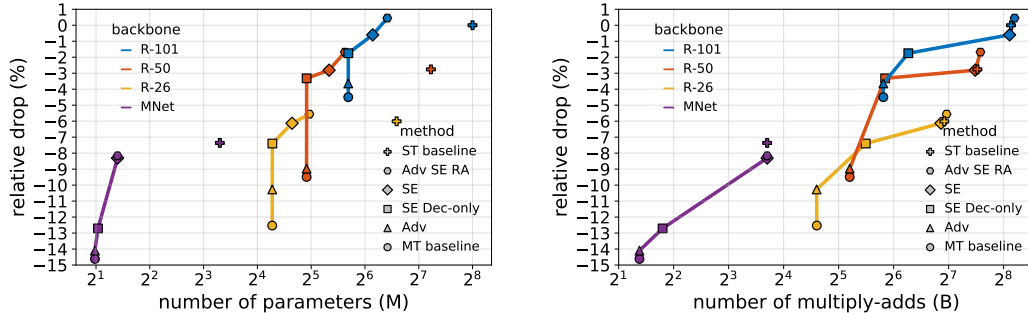 1
0
−1
−2
−3
−4
−5
−6
−7
−8
−9
−10
−11
−12
−13
−14
−15
relative drop (%)
backbone
R-101
R-50
R-26
MNet
method
ST baseline
Adv SE RA
SE
SE Dec-only
Adv
MT baseline
2^1 2^2 2^3 2^4 2^5 2^6 2^7 2^8
number of parameters (M)
1
0
−1
−2
−3
−4
−5
−6
−7
−8
−9
−10
−11
−12
−13
−14
−15
relative drop (%)
backbone
R-101
R-50
R-26
MNet
method
ST baseline
Adv SE RA
SE
SE Dec-only
Adv
MT baseline
2^1 2^2 2^3 2^4 2^5 2^6 2^7 2^8
number of multiply-adds (B)